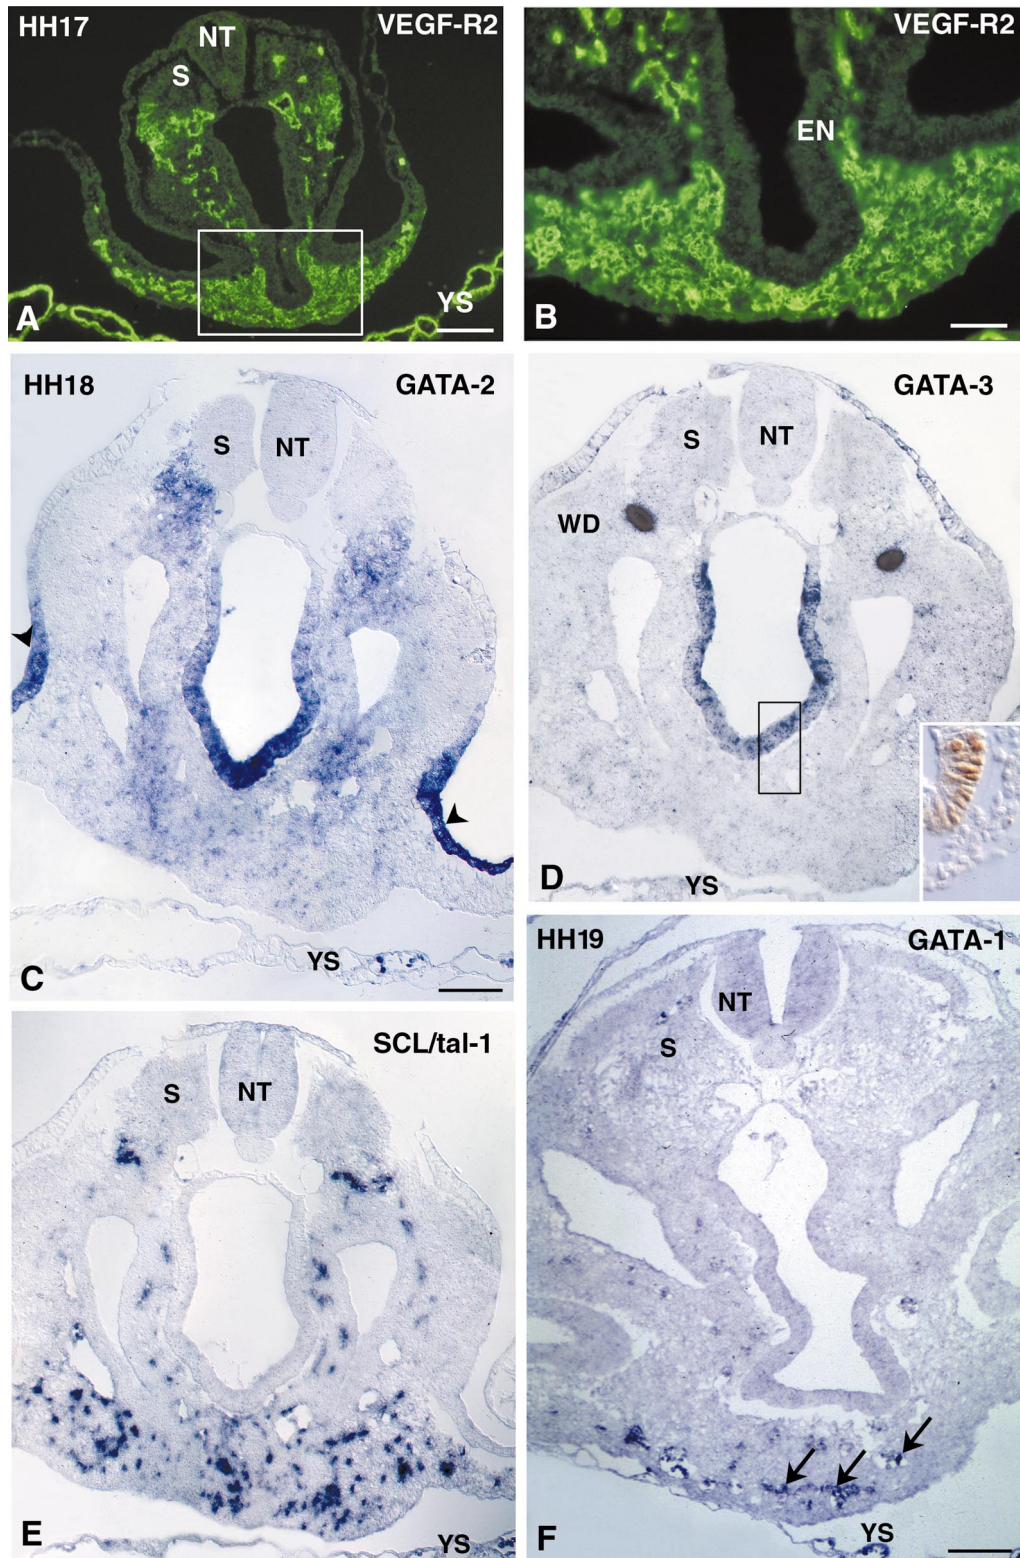 HH17 NT VEGF-R2
S
YS
A
VEGF-R2
EN
B
HH18 GATA-2
S NT
YS
C
GATA-3
S NT
WD
D
YS
SCL/tal-1
S NT
E
YS
HH19 GATA-1
NT
S
F
YS